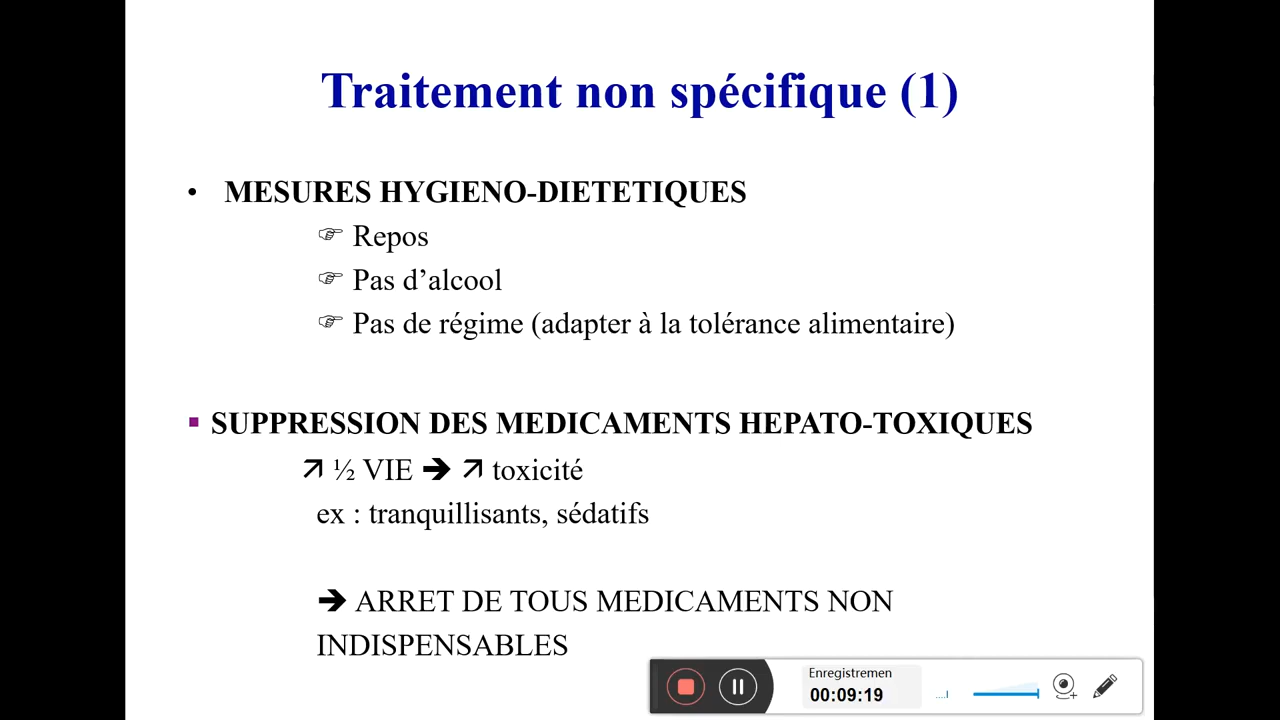 Traitement non spécifique (1)
• MESURES HYGIENO-DIETETIQUES
☞ Repos
☞ Pas d’alcool
☞ Pas de régime (adapter à la tolérance alimentaire)
▪ SUPPRESSION DES MEDICAMENTS HEPATO-TOXIQUES
↗ ½ VIE ➔ ↗ toxicité
ex : tranquillisants, sédatifs
➔ ARRET DE TOUS MEDICAMENTS NON
INDISPENSABLES
Enregistremen
00:09:19